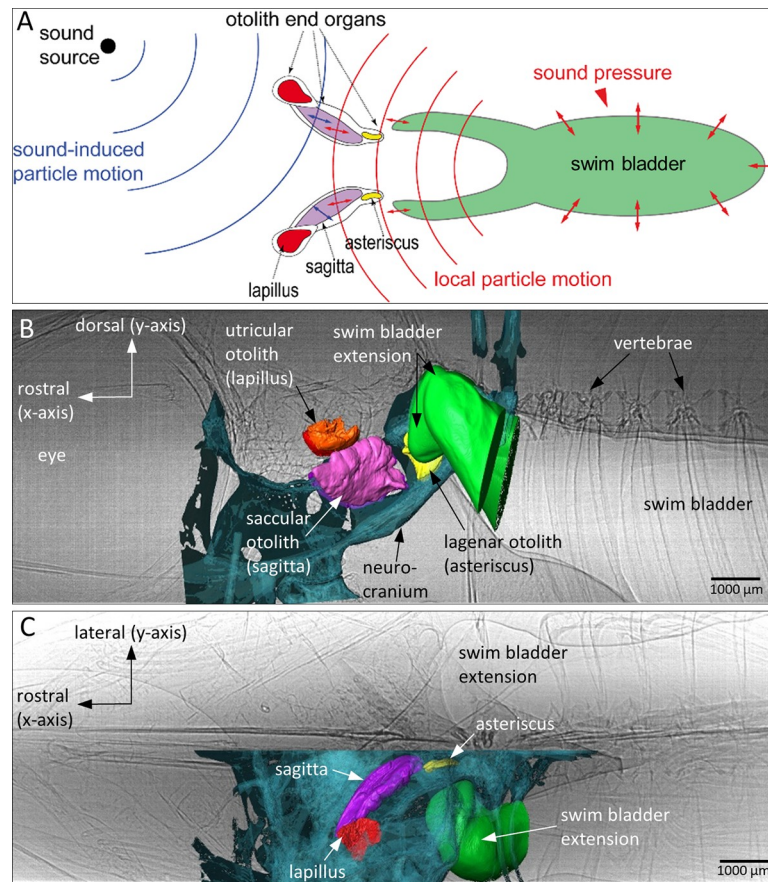 A
sound
source
otolith end organs
sound pressure
sound-induced
particle motion
swim bladder
asteriscus
sagitta
lapillus
local particle motion
B
dorsal (y-axis)
utricular
otolith
(lapillus)
swim bladder
extension
vertebrae
rostral
(x-axis)
eye
swim bladder
saccular
otolith
(sagitta)
lagenar otolith
(asteriscus)
neuro-
cranium
1000 µm
C
lateral (y-axis)
swim bladder
extension
rostral
(x-axis)
asteriscus
sagitta
swim bladder
extension
lapillus
1000 µm